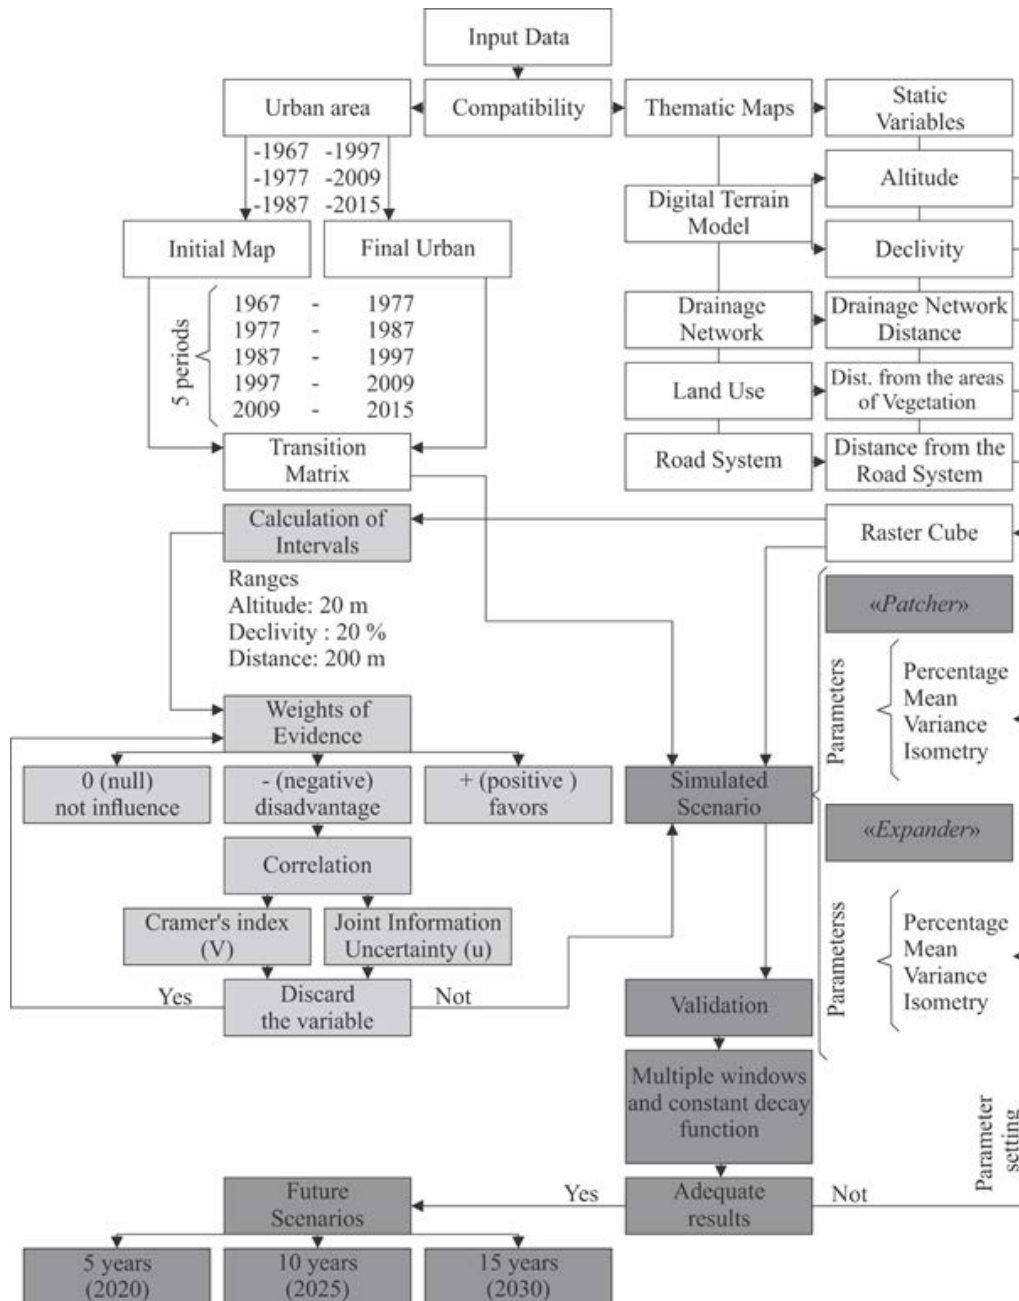 Input Data
Urban area
Compatibility
Thematic Maps
Static
Variables
-1967 -1997
-1977 -2009
-1987 -2015
Altitude
Digital Terrain
Model
Initial Map
Final Urban
Declivity
5 periods
1967 - 1977
1977 - 1987
1987 - 1997
1997 - 2009
2009 - 2015
Drainage
Network
Drainage Network
Distance
Land Use
Dist. from the areas
of Vegetation
Transition
Matrix
Road System
Distance from the
Road System
Calculation of
Intervals
Raster Cube
Ranges
Altitude: 20 m
Declivity : 20 %
Distance: 200 m
«Patcher»
Parameters
Percentage
Mean
Variance
Isometry
Weights of
Evidence
0 (null)
not influence
- (negative)
disadvantage
+ (positive )
favors
Simulated
Scenario
«Expander»
Correlation
Cramer's index
(V)
Joint Information
Uncertainty (u)
Parameterss
Percentage
Mean
Variance
Isometry
Yes
Discard
the variable
Not
Validation
Multiple windows
and constant decay
function
Parameter
setting
Future
Scenarios
Yes
Adequate
results
Not
5 years
(2020)
10 years
(2025)
15 years
(2030)